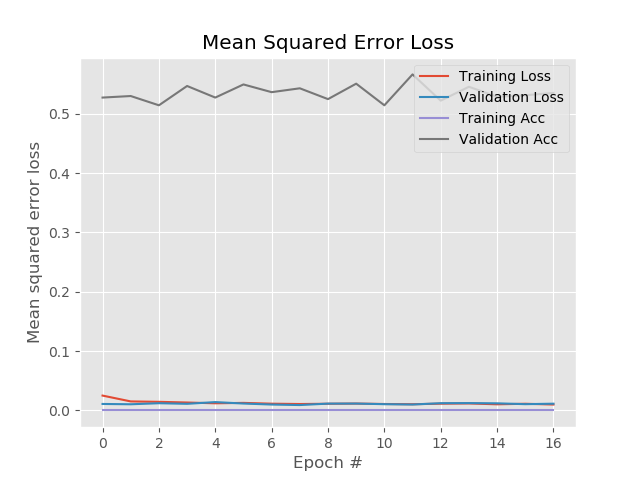 Mean Squared Error Loss
Training Loss
Validation Loss
Training Acc
Validation Acc
0.5
0.4
0.3
0.2
0.1
0.0
Mean squared error loss
0 2 4 6 8 10 12 14 16
Epoch #